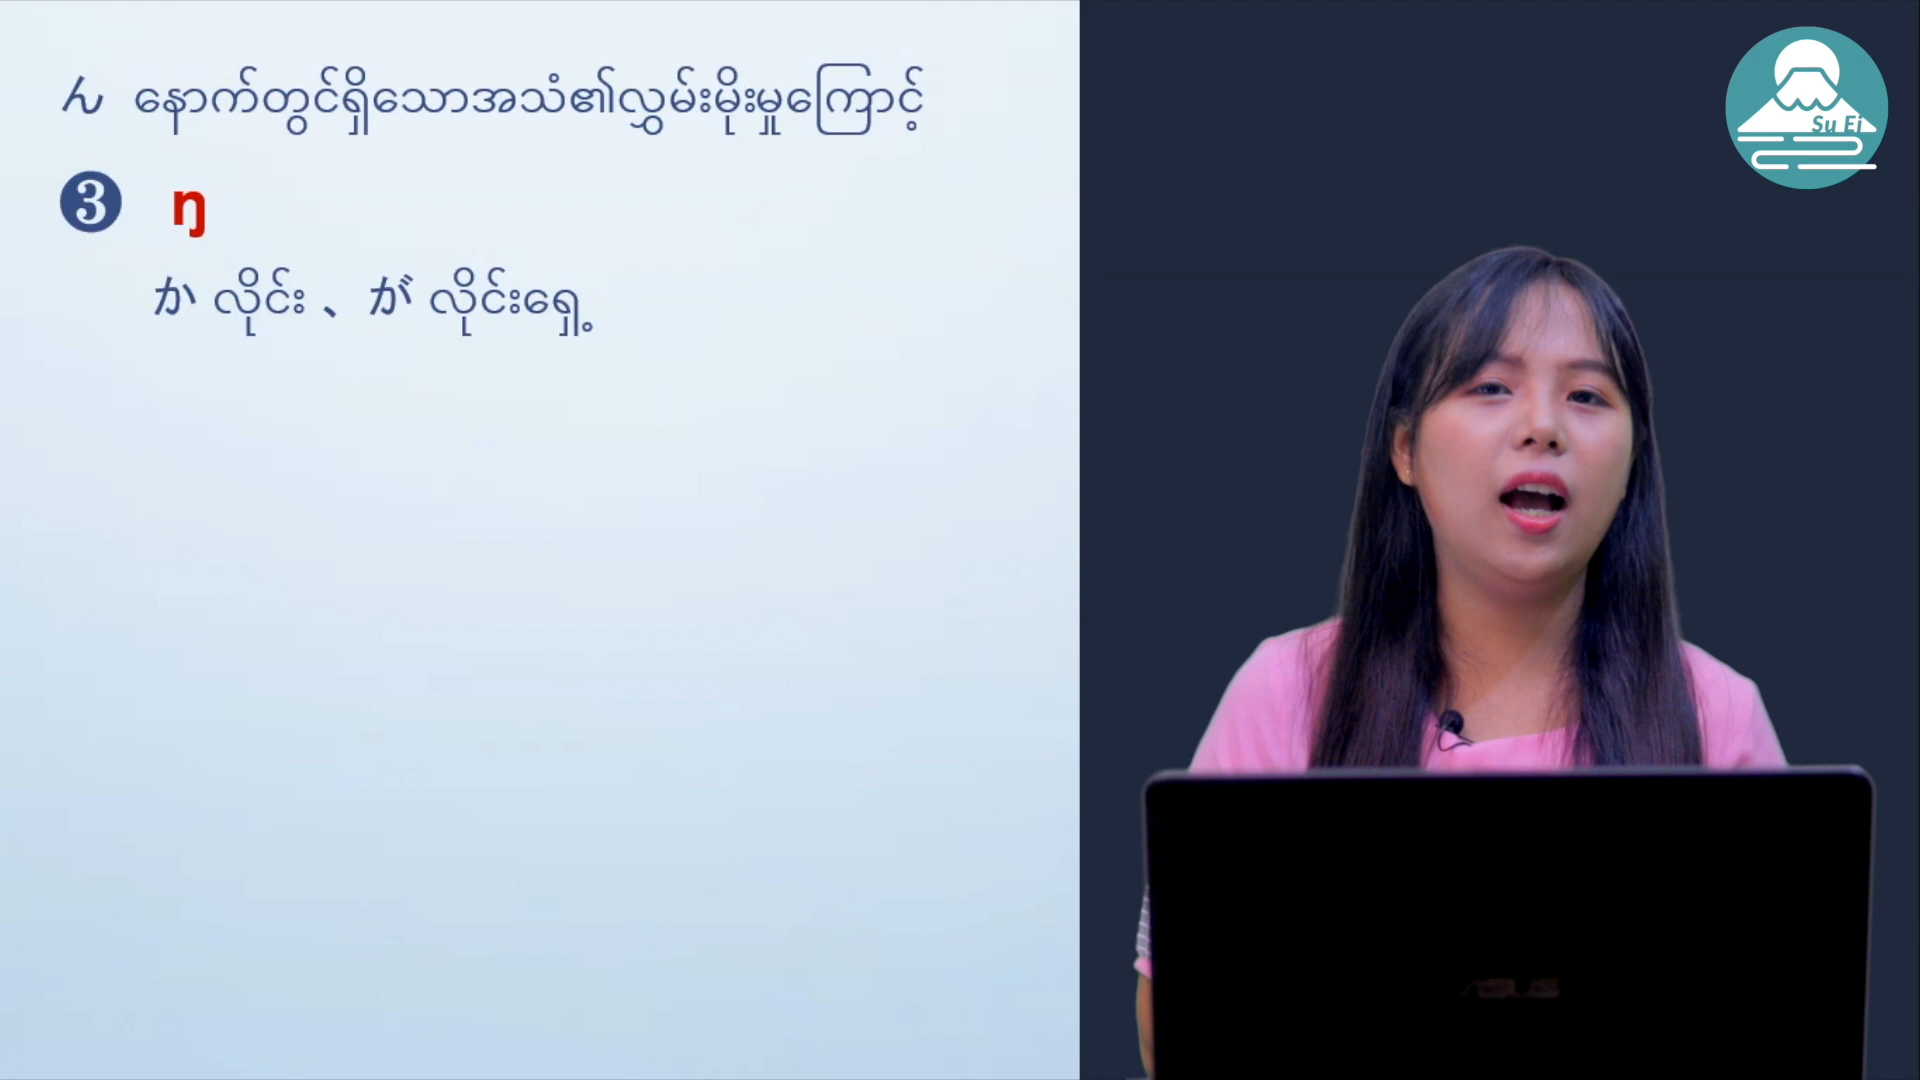 ん နောက်တွင်ရှိသောအသံ၏လွှမ်းမိုးမှုကြောင့်
❸ ŋ
か လိုင်း 、 が လိုင်းရှေ့
Su Ei
ASUS